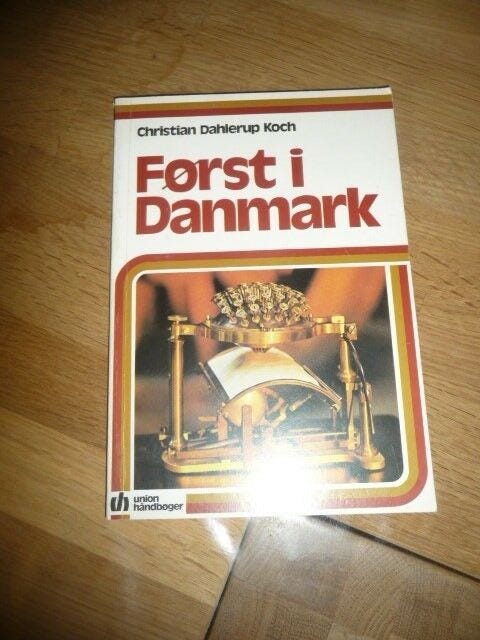 Christian Dahlerup Koch
Først i
Danmark
uh union
håndbøger